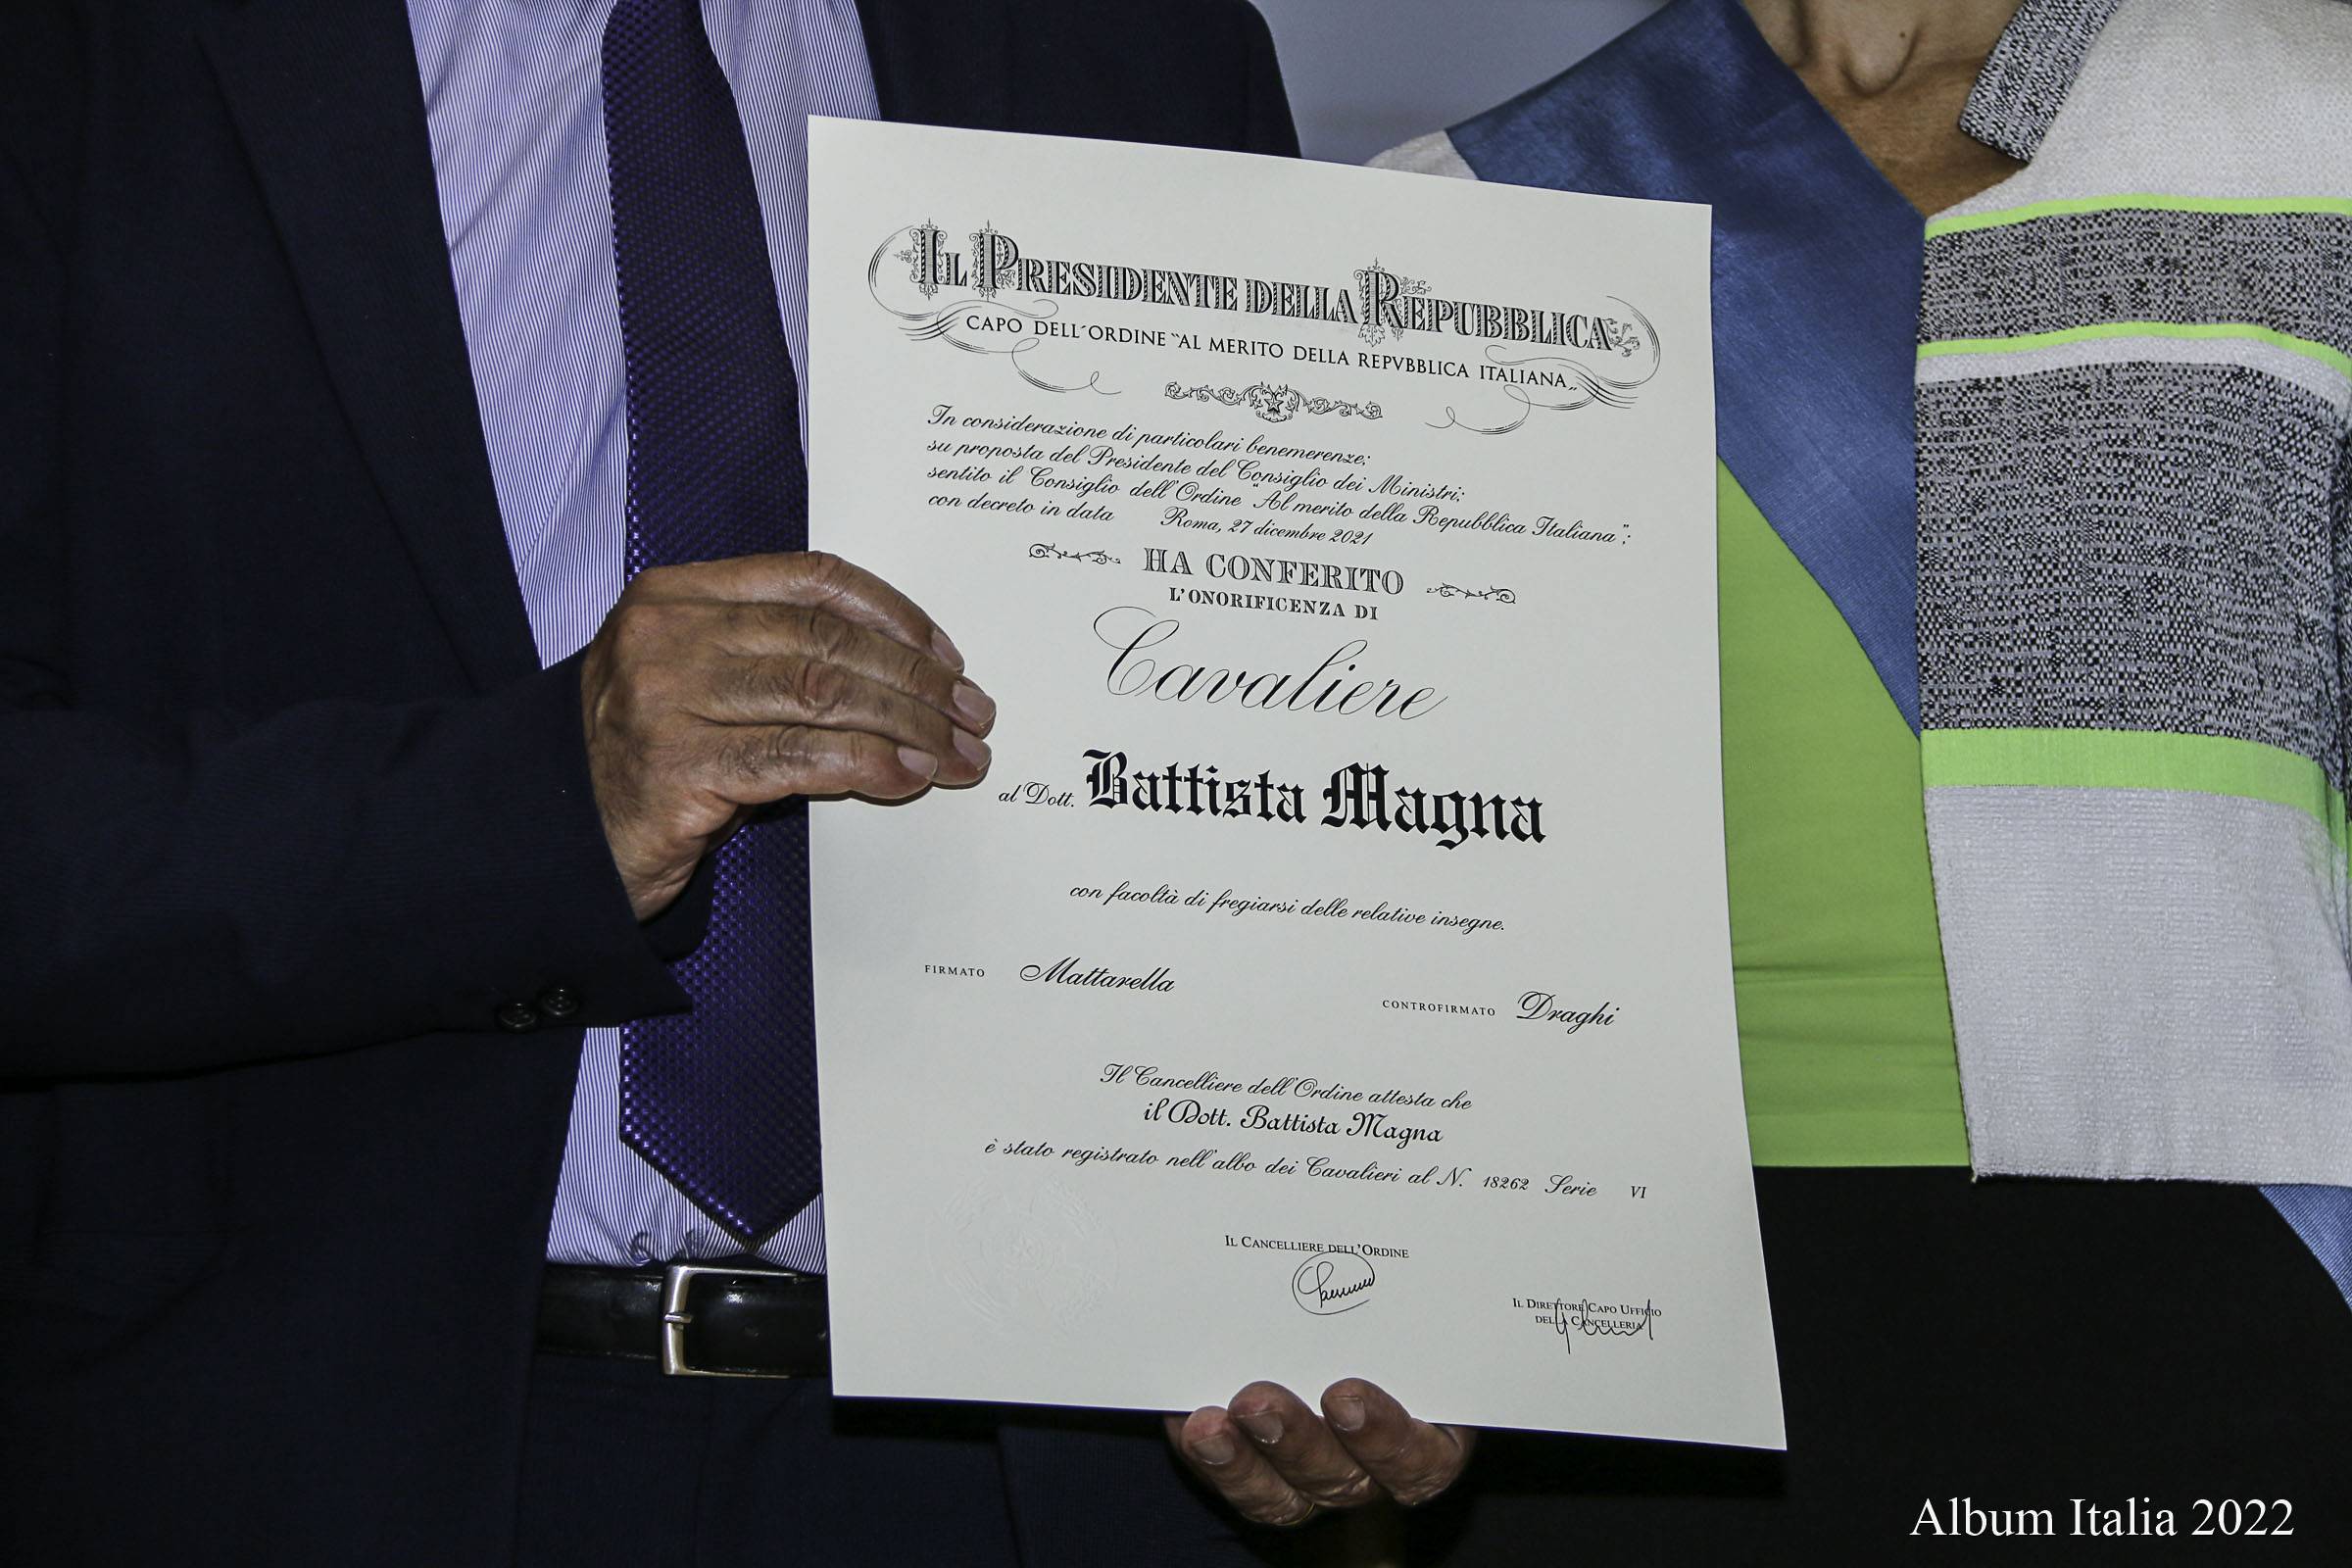 IL PRESIDENTE DELLA REPUBBLICA
CAPO DELL'ORDINE "AL MERITO DELLA REPVBBLICA ITALIANA„
In considerazione di particolari benemerenze;
su proposta del Presidente del Consiglio dei Ministri;
sentito il Consiglio dell'Ordine "Al merito della Repubblica Italiana";
con decreto in data Roma, 27 dicembre 2021
HA CONFERITO
L'ONORIFICENZA DI
Cavaliere
al Dott. Battista Magna
con facoltà di fregiarsi delle relative insegne.
FIRMATO Mattarella
CONTROFIRMATO Draghi
Il Cancelliere dell'Ordine attesta che
il Dott. Battista Magna
è stato registrato nell'albo dei Cavalieri al N. 18262 Serie VI
IL CANCELLIERE DELL'ORDINE
IL DIRETTORE CAPO UFFICIO
DELLA CANCELLERIA
Album Italia 2022